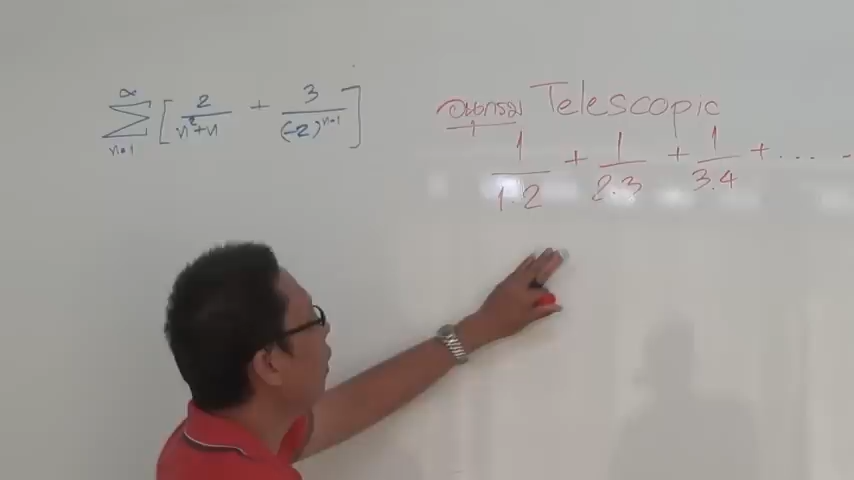 ∞
∑ [ 2/(n²+n) + 3/(-2)ⁿ⁻¹ ]
n=1
อนุกรม Telescopic
1/1.2 + 1/2.3 + 1/3.4 + ...